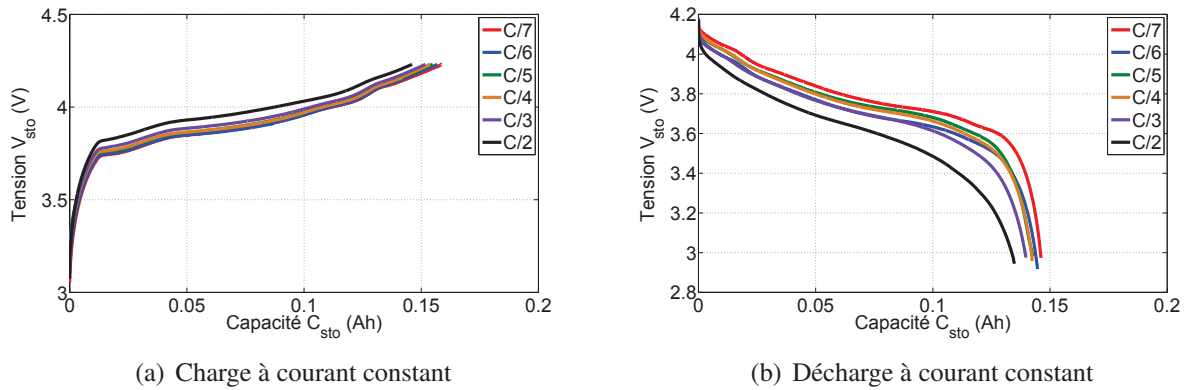 4.5
4
3.5
3
0
0.05
0.1
0.15
0.2
Tension V_sto (V)
Capacité C_sto (Ah)
C/7
C/6
C/5
C/4
C/3
C/2
(a) Charge à courant constant
4.2
4
3.8
3.6
3.4
3.2
3
2.8
0
0.05
0.1
0.15
0.2
Tension V_sto (V)
Capacité C_sto (Ah)
C/7
C/6
C/5
C/4
C/3
C/2
(b) Décharge à courant constant